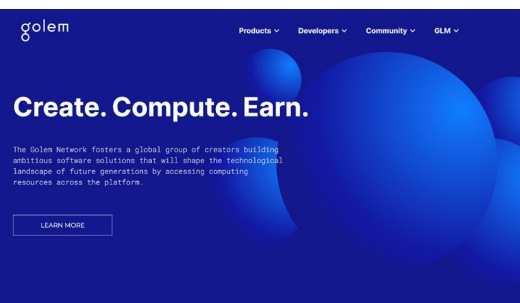 golem
Products
Developers
Community
GLM
Create. Compute. Earn.
The Golem Network fosters a global group of creators building
ambitious software solutions that will shape the technological
landscape of future generations by accessing computing
resources across the platform.
LEARN MORE